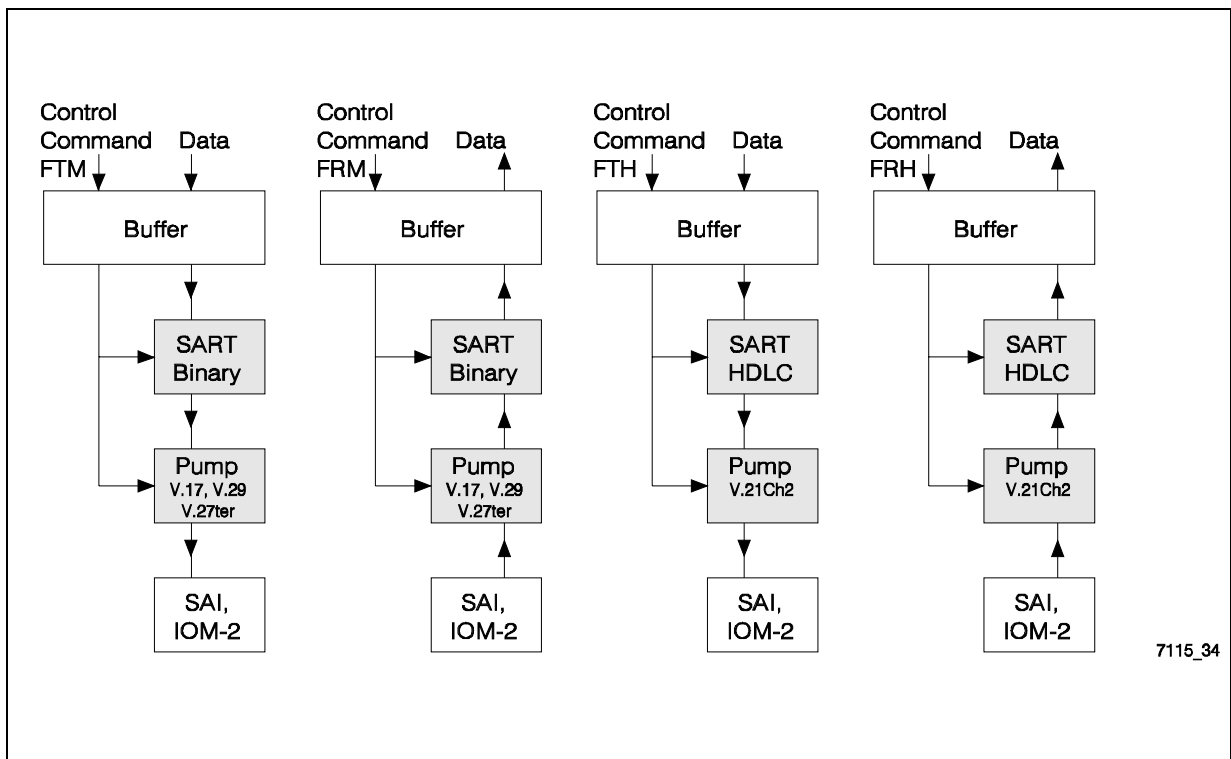 Control
Command Data
FTM
Buffer
SART
Binary
Pump
V.17, V.29
V.27ter
SAI,
IOM-2
Control
Command Data
FRM
Buffer
SART
Binary
Pump
V.17, V.29
V.27ter
SAI,
IOM-2
Control
Command Data
FTH
Buffer
SART
HDLC
Pump
V.21Ch2
SAI,
IOM-2
Control
Command Data
FRH
Buffer
SART
HDLC
Pump
V.21Ch2
SAI,
IOM-2
7115_34